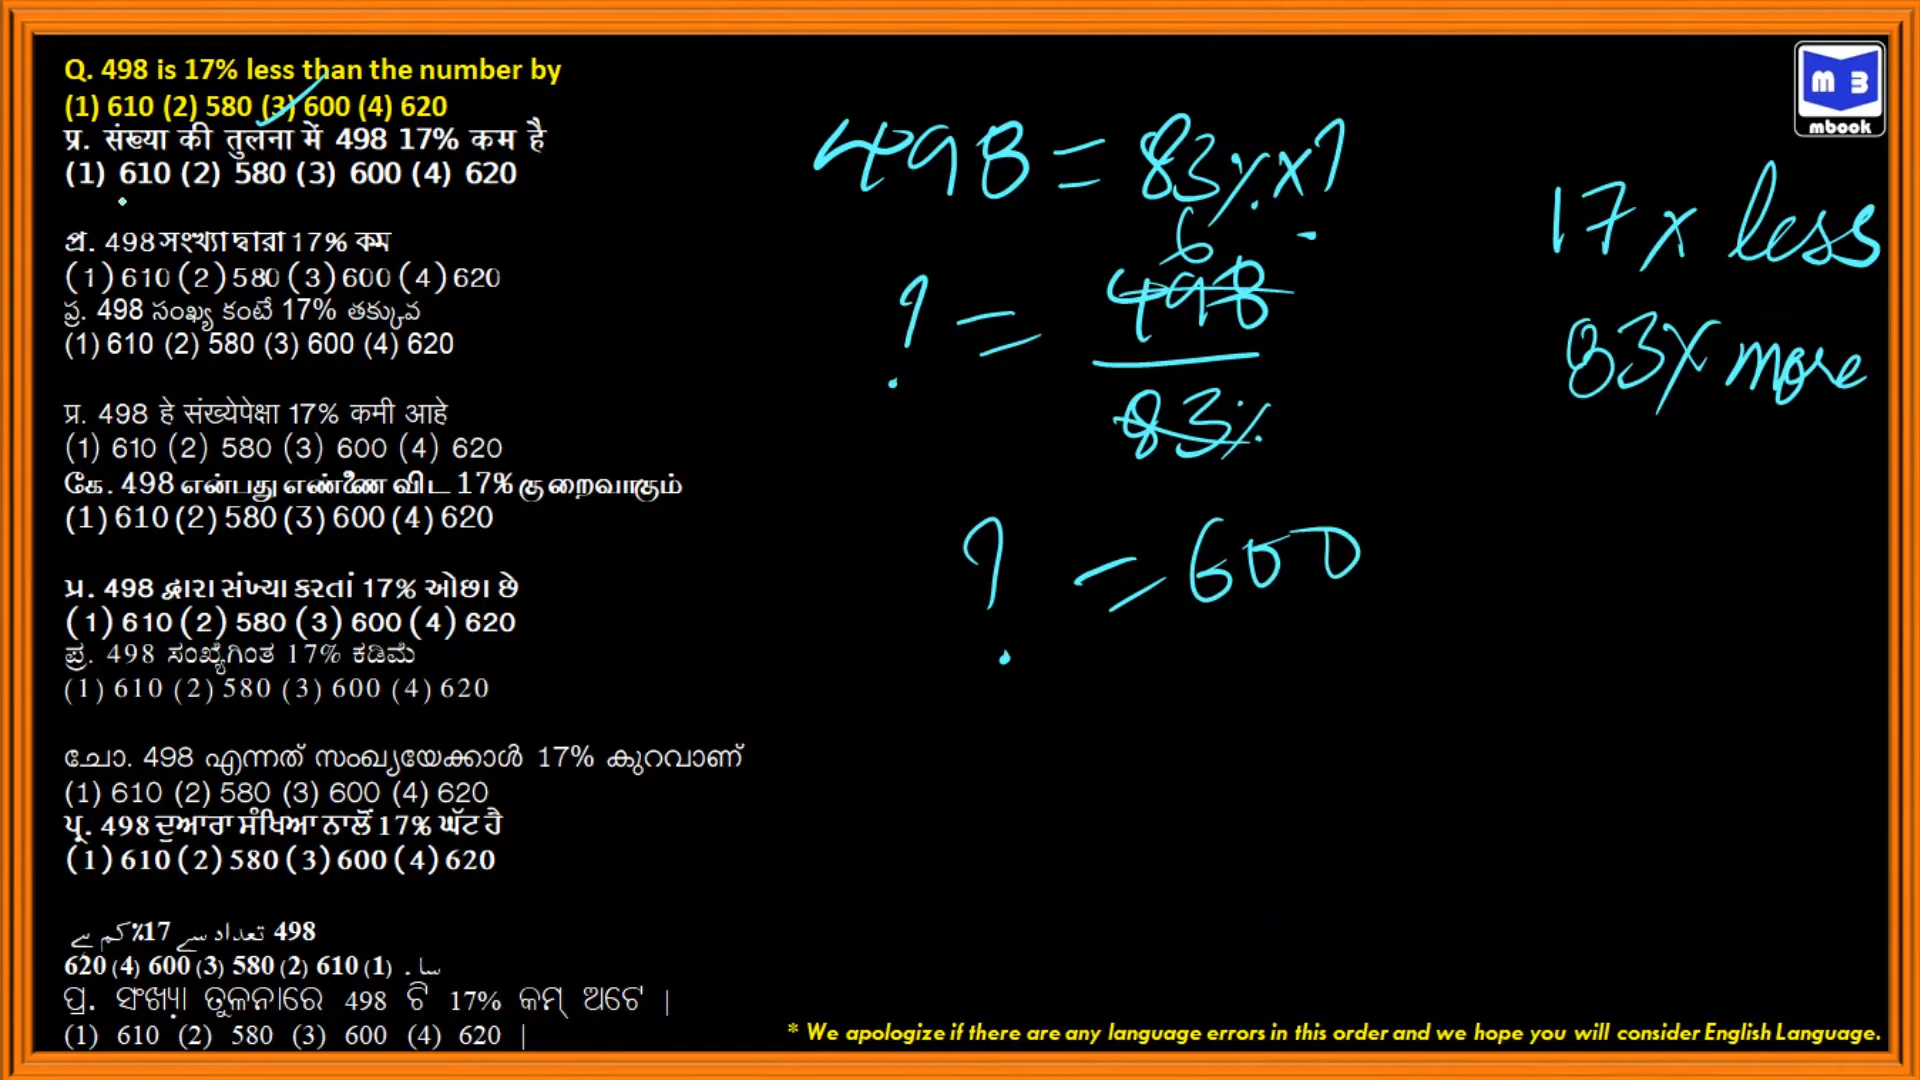 Q. 498 is 17% less than the number by
(1) 610 (2) 580 (3) 600 (4) 620
प्र. संख्या की तुलना में 498 17% कम है
(1) 610 (2) 580 (3) 600 (4) 620
প্র. 498 সংখ্যা দ্বারা 17% কম
(1) 610 (2) 580 (3) 600 (4) 620
ప్ర. 498 సంఖ్య కంటే 17% తక్కువ
(1) 610 (2) 580 (3) 600 (4) 620
प्र. 498 हे संख्येपेक्षा 17% कमी आहे
(1) 610 (2) 580 (3) 600 (4) 620
கே. 498 என்பது எண்ணை விட 17% குறைவாகும்
(1) 610 (2) 580 (3) 600 (4) 620
પ્ર. 498 દ્વારા સંખ્યા કરતાં 17% ઓછા છે
(1) 610 (2) 580 (3) 600 (4) 620
ಪ್ರ. 498 ಸಂಖ್ಯೆಗಿಂತ 17% ಕಡಿಮೆ
(1) 610 (2) 580 (3) 600 (4) 620
ചോ. 498 എന്നത് സംഖ്യയേക്കാൾ 17% കുറവാണ്
(1) 610 (2) 580 (3) 600 (4) 620
ਪ੍ਰ. 498 ਦੁਆਰਾ ਸੰਖਿਆ ਨਾਲੋਂ 17% ਘੱਟ ਹੈ
(1) 610 (2) 580 (3) 600 (4) 620
498 تعداد سے 17٪ کم ہے
سا. (1) 610 (2) 580 (3) 600 (4) 620
ପ୍ର. ସଂଖ୍ୟା ତୁଳନାରେ 498 ଟି 17% କମ୍ ଅଟେ |
(1) 610 (2) 580 (3) 600 (4) 620 |
498 = 83% x ?
6
? = 498
83%
? = 600
17% less
83% more
M B
mbook
* We apologize if there are any language errors in this order and we hope you will consider English Language.